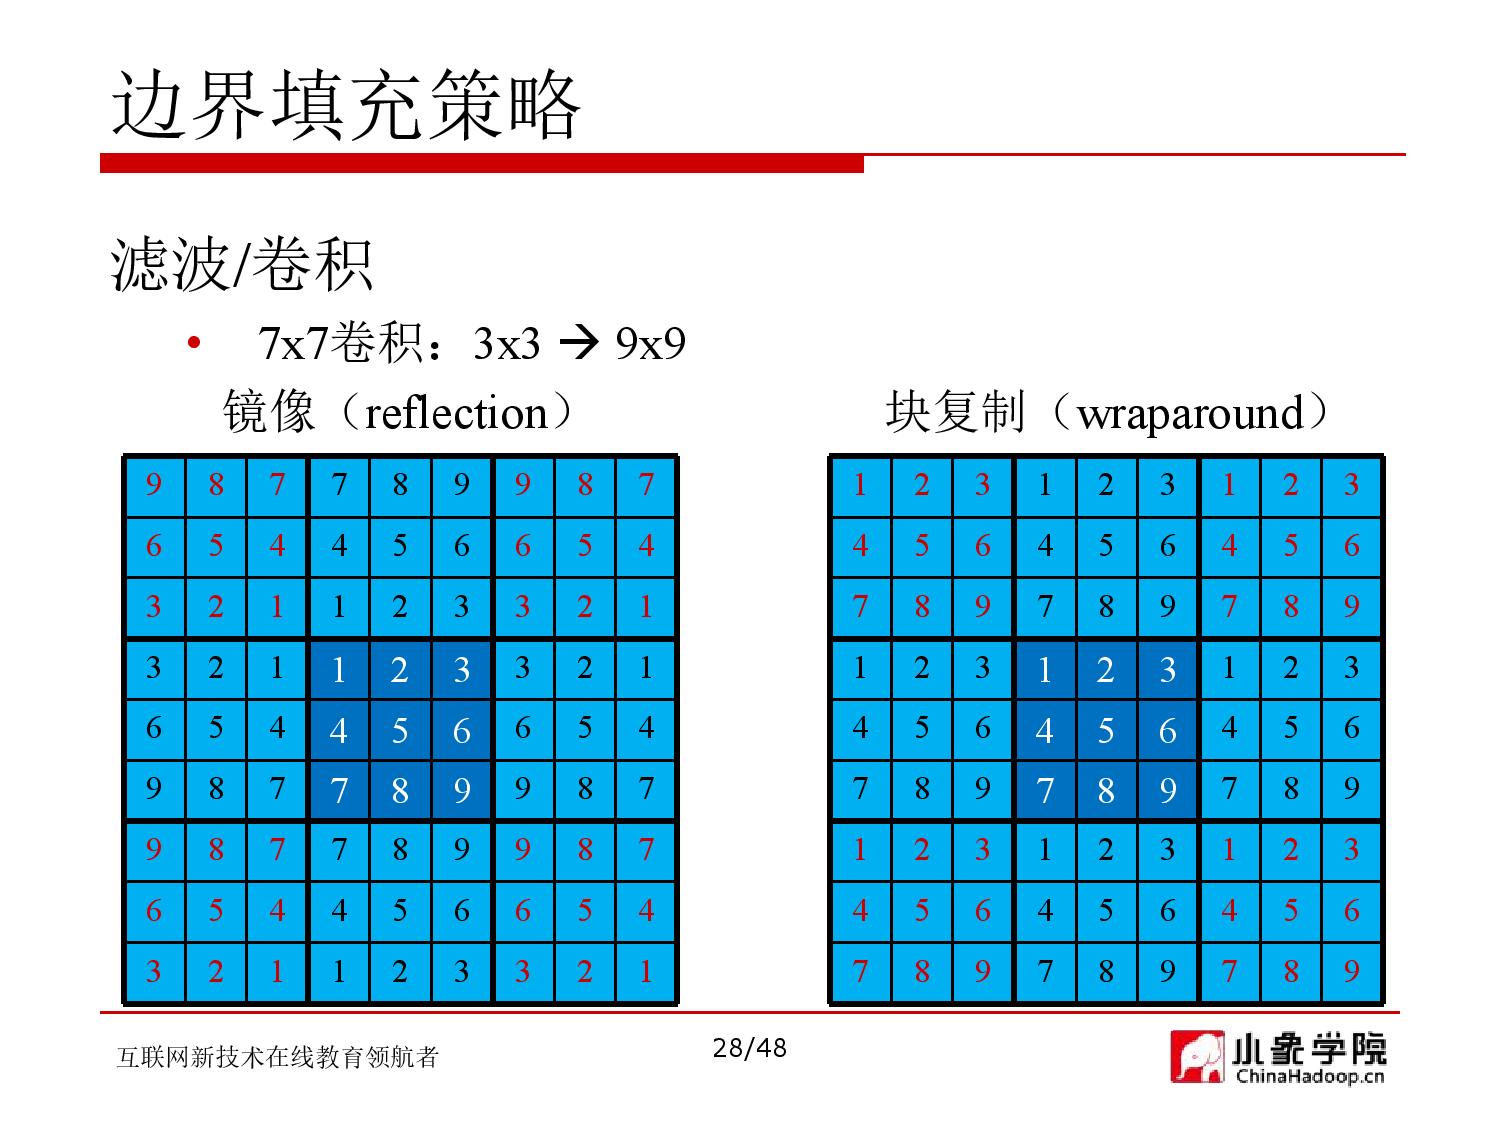 边界填充策略
滤波/卷积
• 7x7卷积：3x3 → 9x9
镜像（reflection）
9 8 7 7 8 9 9 8 7
6 5 4 4 5 6 6 5 4
3 2 1 1 2 3 3 2 1
3 2 1 1 2 3 3 2 1
6 5 4 4 5 6 6 5 4
9 8 7 7 8 9 9 8 7
9 8 7 7 8 9 9 8 7
6 5 4 4 5 6 6 5 4
3 2 1 1 2 3 3 2 1
块复制（wraparound）
1 2 3 1 2 3 1 2 3
4 5 6 4 5 6 4 5 6
7 8 9 7 8 9 7 8 9
1 2 3 1 2 3 1 2 3
4 5 6 4 5 6 4 5 6
7 8 9 7 8 9 7 8 9
1 2 3 1 2 3 1 2 3
4 5 6 4 5 6 4 5 6
7 8 9 7 8 9 7 8 9
互联网新技术在线教育领航者
28/48
小象学院
ChinaHadoop.cn